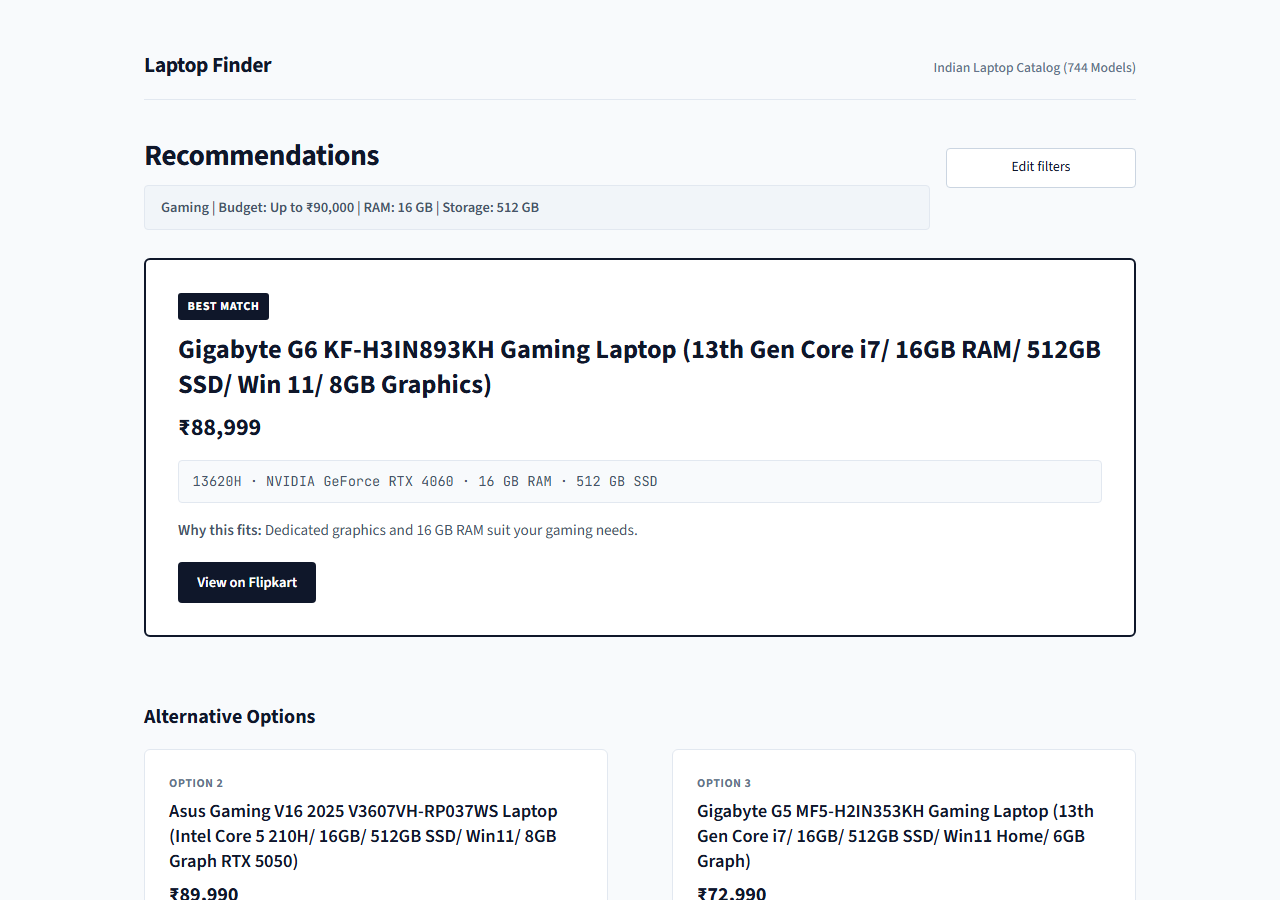 Laptop Finder
Indian Laptop Catalog (744 Models)
Recommendations
Edit filters
Gaming | Budget: Up to ₹90,000 | RAM: 16 GB | Storage: 512 GB
BEST MATCH
Gigabyte G6 KF-H3IN893KH Gaming Laptop (13th Gen Core i7/ 16GB RAM/ 512GB
SSD/ Win 11/ 8GB Graphics)
₹88,999
13620H · NVIDIA GeForce RTX 4060 · 16 GB RAM · 512 GB SSD
Why this fits: Dedicated graphics and 16 GB RAM suit your gaming needs.
View on Flipkart
Alternative Options
OPTION 2
Asus Gaming V16 2025 V3607VH-RP037WS Laptop
(Intel Core 5 210H/ 16GB/ 512GB SSD/ Win11/ 8GB
Graph RTX 5050)
₹89,990
OPTION 3
Gigabyte G5 MF5-H2IN353KH Gaming Laptop (13th
Gen Core i7/ 16GB/ 512GB SSD/ Win11 Home/ 6GB
Graph)
₹72,990